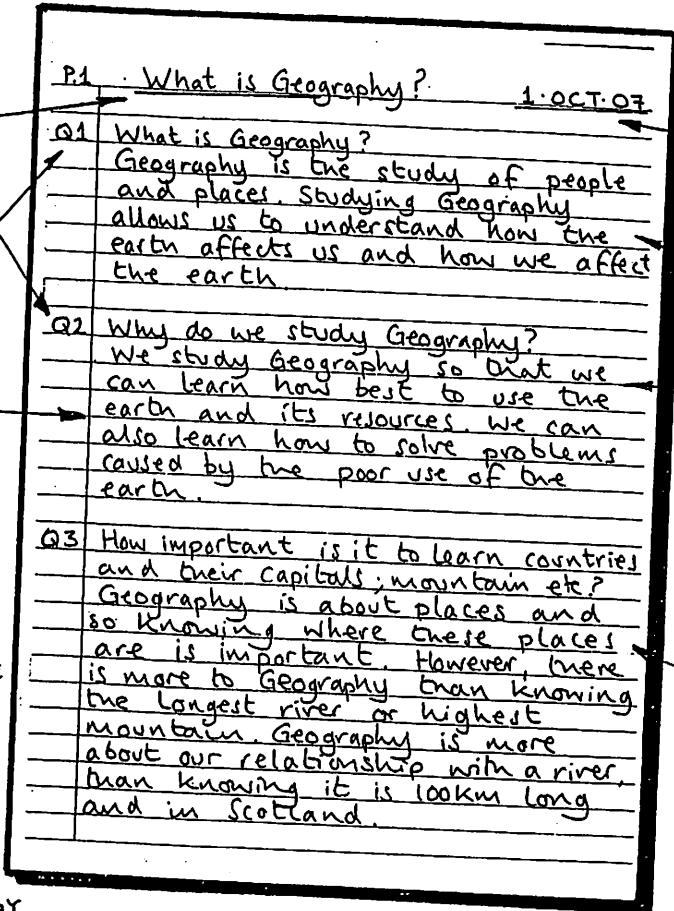 P.1 What is Geography? 1.OCT.07
Q1 What is Geography?
Geography is the study of people
and places. Studying Geography
allows us to understand how the
earth affects us and how we affect
the earth.
Q2 Why do we study Geography?
We study Geography so that we
can learn how best to use the
earth and its resources. We can
also learn how to solve problems
caused by the poor use of the
earth.
Q3 How important is it to learn countries
and their capitals; mountain etc?
Geography is about places and
so knowing where these places
are is important. However, there
is more to Geography than knowing
the longest river or highest
mountain. Geography is more
about our relationship with a river,
than knowing it is 100km long
and in Scotland.